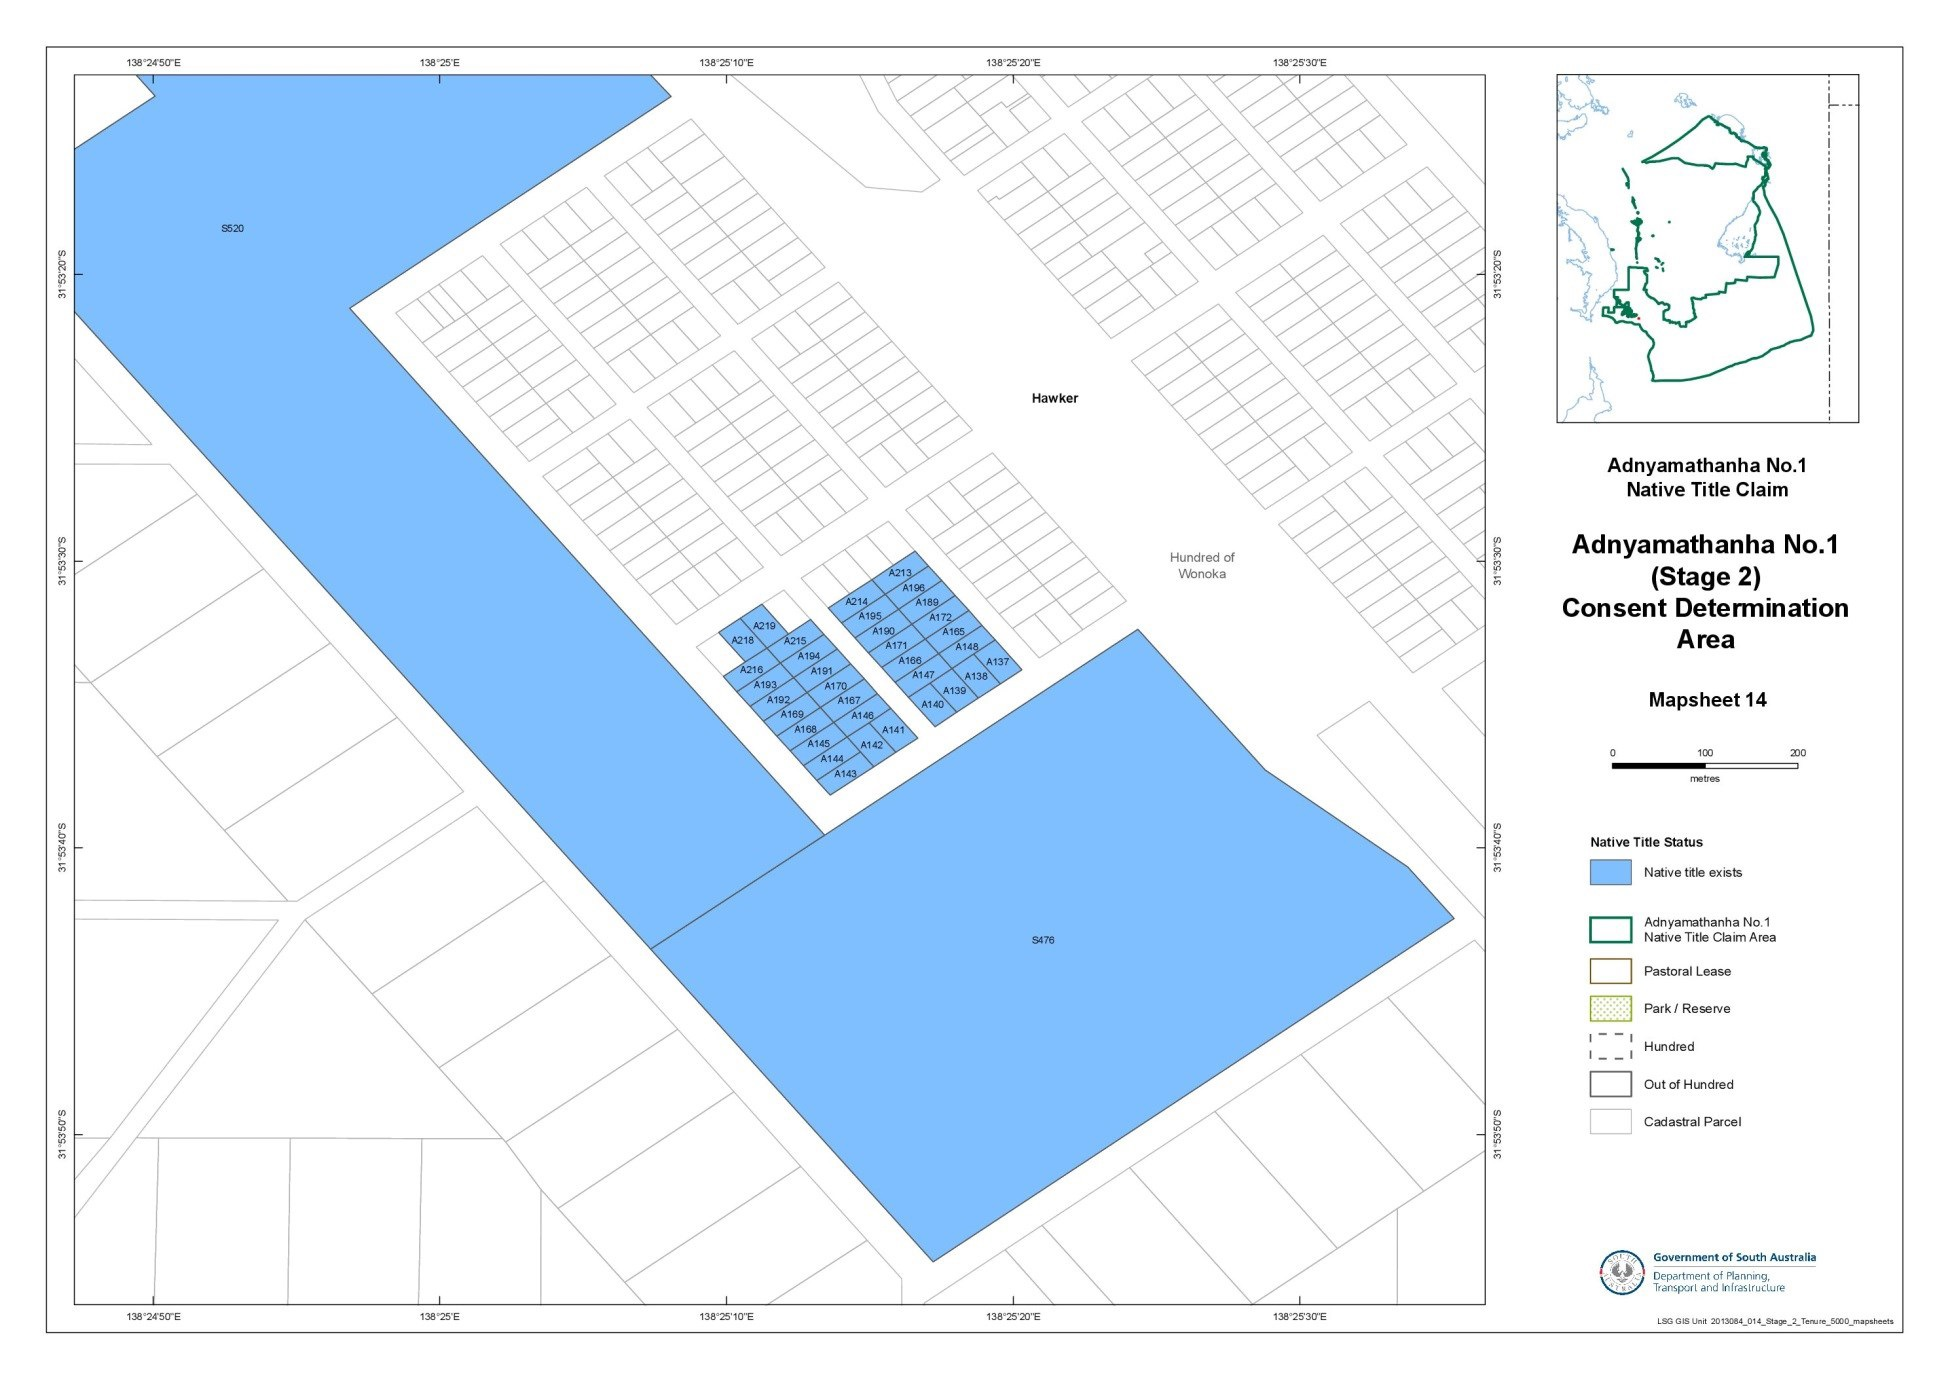 138°24'50"E
138°25'E
138°25'10"E
138°25'20"E
138°25'30"E
31°53'20"S
31°53'30"S
31°53'40"S
31°53'50"S
S520
Hawker
Hundred of
Wonoka
A213
A196
A214
A189
A195
A172
A190
A165
A171
A148
A166
A137
A147
A138
A139
A140
A219
A218
A215
A194
A216
A191
A193
A170
A192
A167
A169
A146
A168
A141
A145
A142
A144
A143
S476
31°53'20"S
31°53'30"S
31°53'40"S
31°53'50"S
138°24'50"E
138°25'E
138°25'10"E
138°25'20"E
138°25'30"E
Adnyamathanha No.1
Native Title Claim
Adnyamathanha No.1
(Stage 2)
Consent Determination
Area
Mapsheet 14
0 100 200
metres
Native Title Status
Native title exists
Adnyamathanha No.1
Native Title Claim Area
Pastoral Lease
Park / Reserve
Hundred
Out of Hundred
Cadastral Parcel
SOUTH
AUSTRALIA
Government of South Australia
Department of Planning,
Transport and Infrastructure
LSG GIS Unit 2013084_014_Stage_2_Tenure_5000_mapsheets